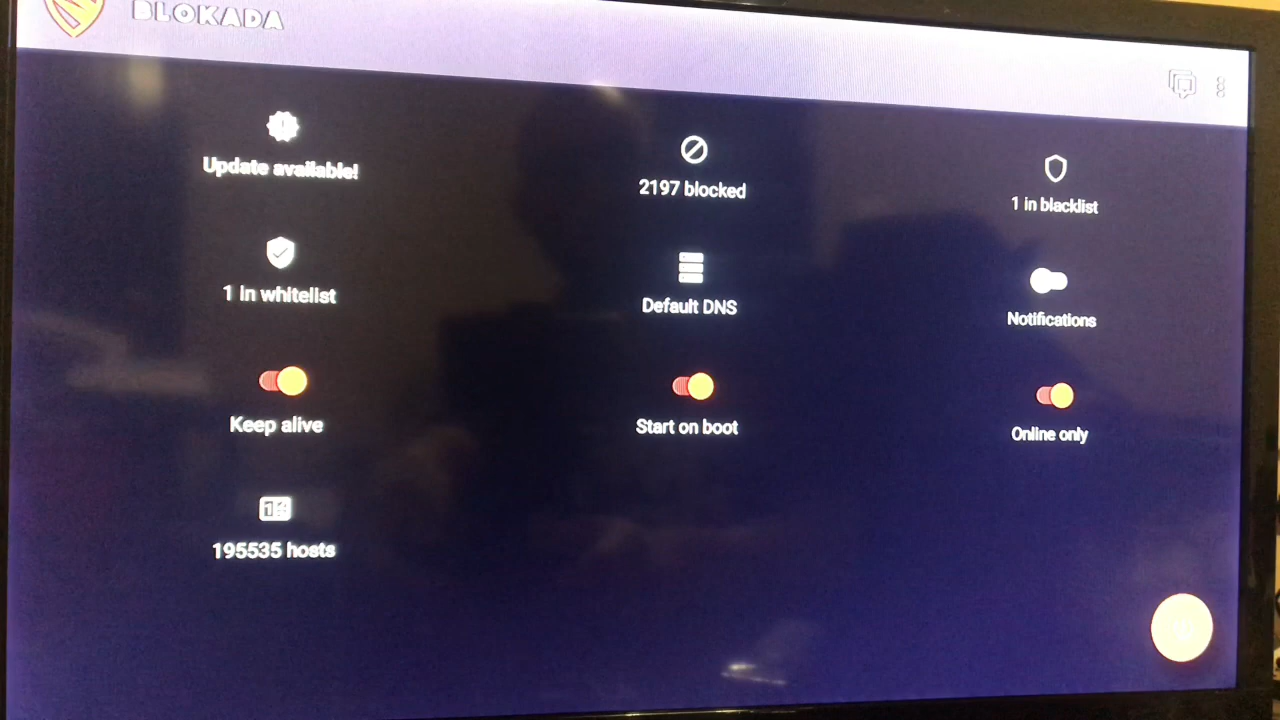 BLOKADA
Update available!
2197 blocked
1 in blacklist
1 in whitelist
Default DNS
Notifications
Keep alive
Start on boot
Online only
195535 hosts